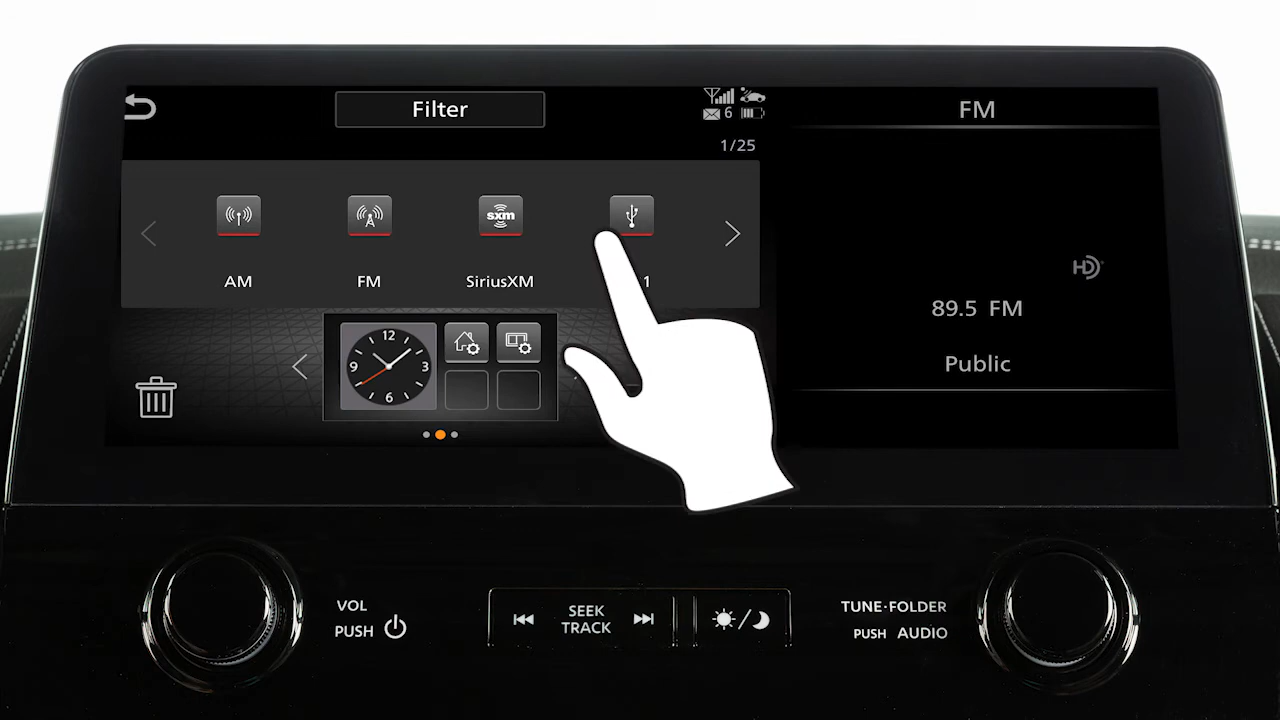 Filter
6
1/25
FM
sxm
AM
FM
SiriusXM
1
12
9
3
6
HD
89.5 FM
Public
VOL
PUSH
SEEK
TRACK
TUNE·FOLDER
PUSH AUDIO